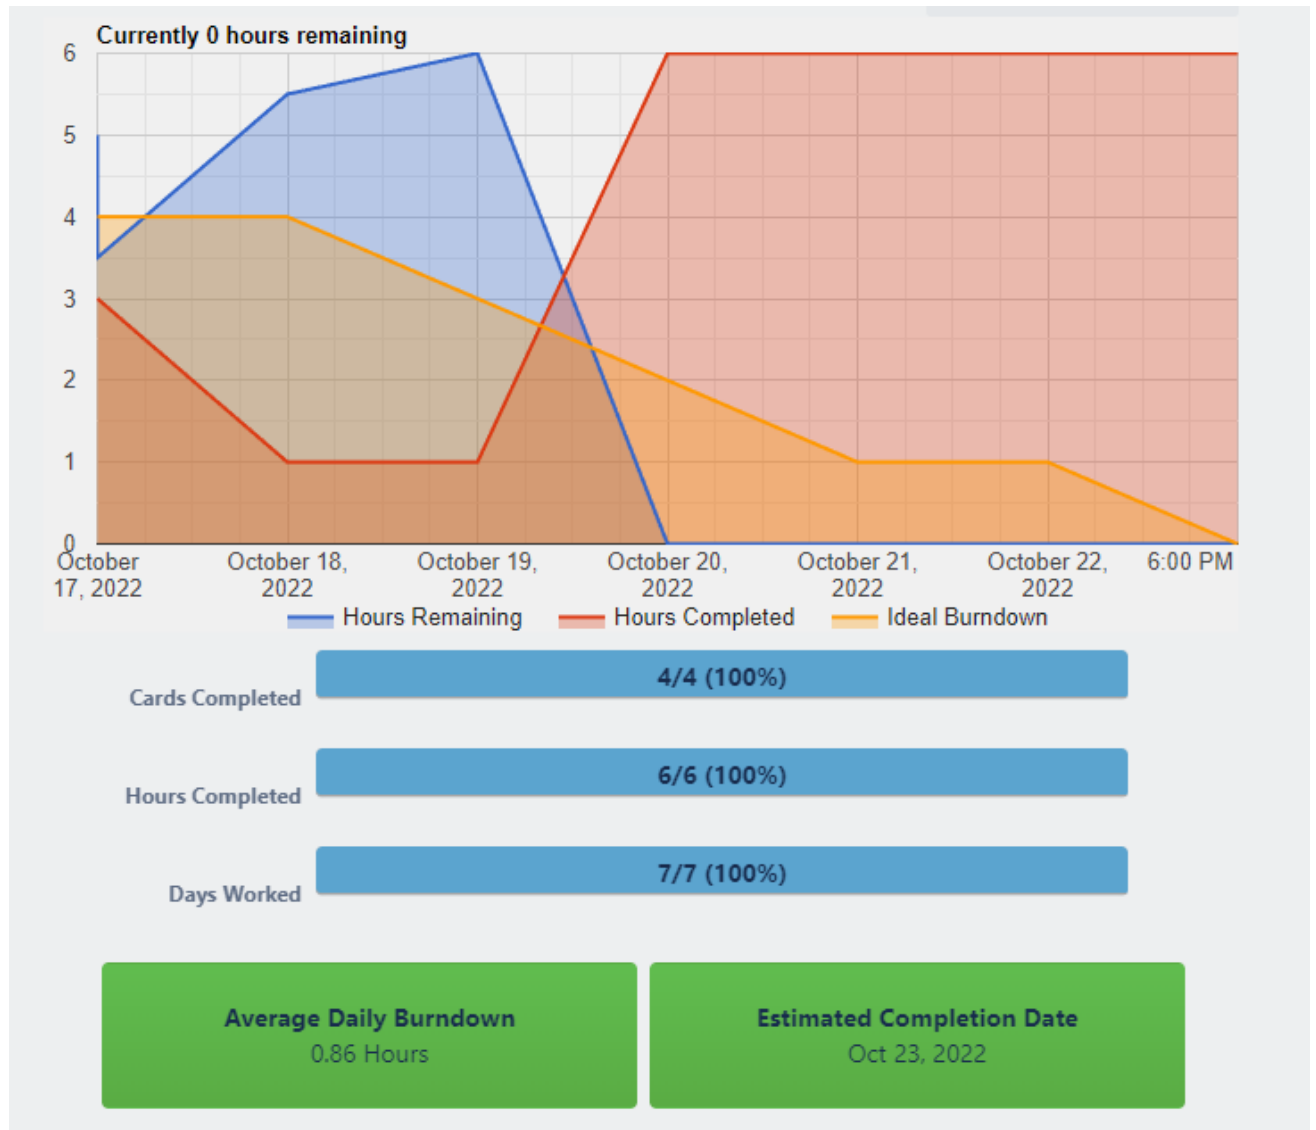 Currently 0 hours remaining
6
5
4
3
2
1
0
October 17, 2022
October 18, 2022
October 19, 2022
October 20, 2022
October 21, 2022
October 22, 2022
6:00 PM
Hours Remaining
Hours Completed
Ideal Burndown
Cards Completed
4/4 (100%)
Hours Completed
6/6 (100%)
Days Worked
7/7 (100%)
Average Daily Burndown
0.86 Hours
Estimated Completion Date
Oct 23, 2022